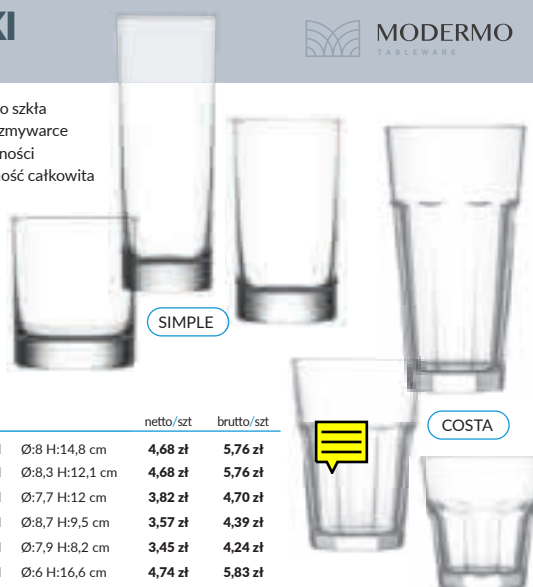 KI
MODERMO
TABLEWARE
o szkła
zmywarce
ności
ność całkowita
SIMPLE
COSTA
netto/szt brutto/szt
Ø:8 H:14,8 cm 4,68 zł 5,76 zł
Ø:8,3 H:12,1 cm 4,68 zł 5,76 zł
Ø:7,7 H:12 cm 3,82 zł 4,70 zł
Ø:8,7 H:9,5 cm 3,57 zł 4,39 zł
Ø:7,9 H:8,2 cm 3,45 zł 4,24 zł
Ø:6 H:16,6 cm 4,74 zł 5,83 zł